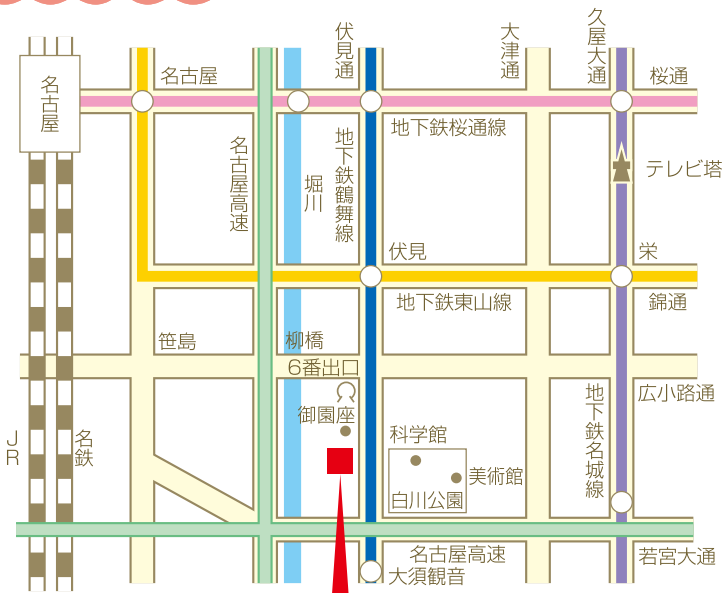 伏見通
大津通
久屋大通
名古屋
桜通
名古屋
地下鉄桜通線
名古屋高速
地下鉄鶴舞線
堀川
テレビ塔
伏見
栄
地下鉄東山線
錦通
笹島
柳橋
6番出口
広小路通
地下鉄名城線
御園座
JR
名鉄
科学館
美術館
白川公園
名古屋高速
若宮大通
大須観音